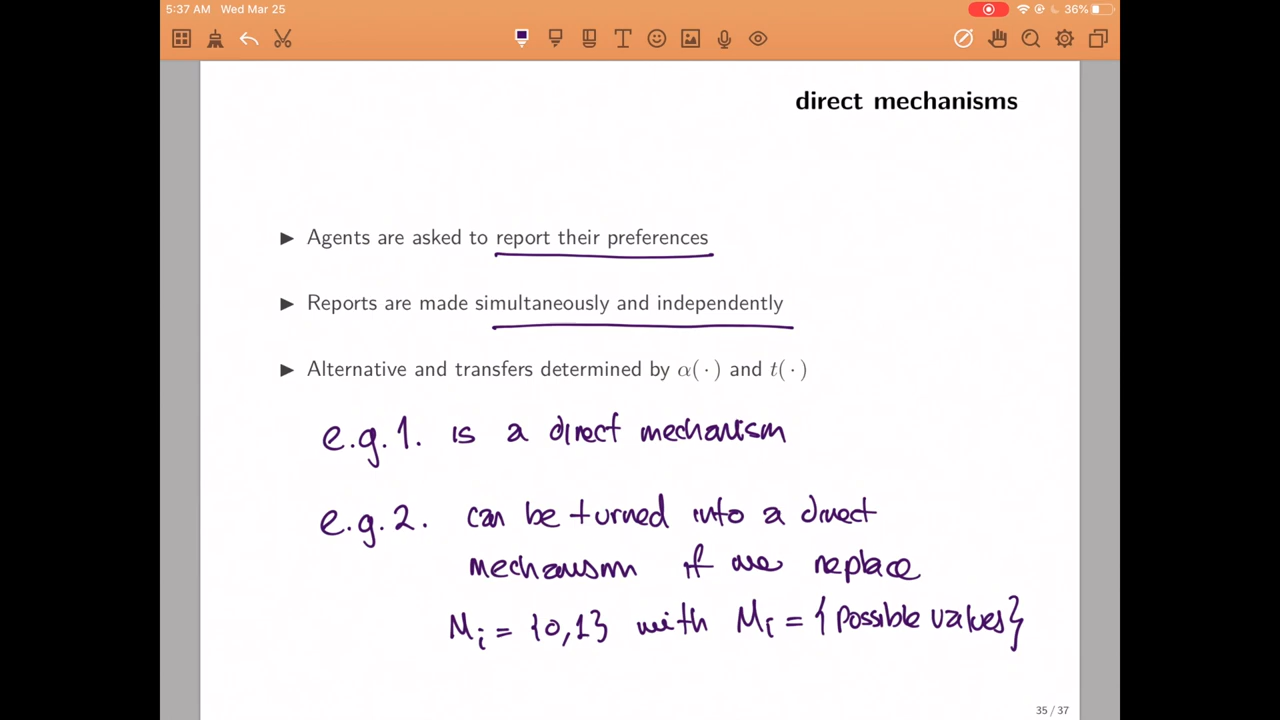 5:37 AM Wed Mar 25
36%
direct mechanisms
▶ Agents are asked to report their preferences
▶ Reports are made simultaneously and independently
▶ Alternative and transfers determined by α( · ) and t( · )
e.g. 1. is a direct mechanism
e.g. 2. can be turned into a direct
mechanism if we replace
Mi = {0,1} with Mi = {possible values}
35 / 37